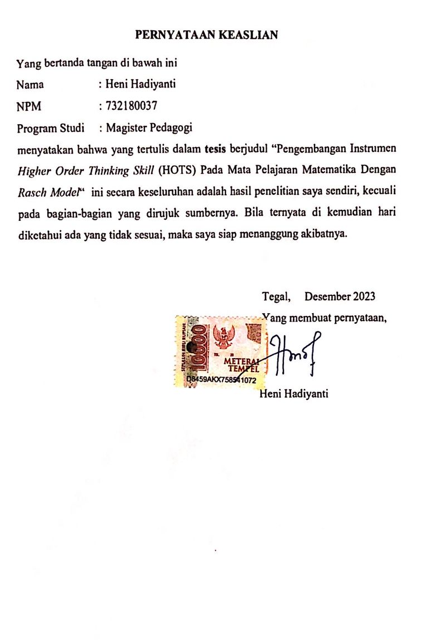 PERNYATAAN KEASLIAN
Yang bertanda tangan di bawah ini
Nama : Heni Hadiyanti
NPM : 732180037
Program Studi : Magister Pedagogi
menyatakan bahwa yang tertulis dalam tesis berjudul “Pengembangan Instrumen
Higher Order Thinking Skill (HOTS) Pada Mata Pelajaran Matematika Dengan
Rasch Model“ ini secara keseluruhan adalah hasil penelitian saya sendiri, kecuali
pada bagian-bagian yang dirujuk sumbernya. Bila ternyata di kemudian hari
diketahui ada yang tidak sesuai, maka saya siap menanggung akibatnya.
Tegal, Desember 2023
Yang membuat pernyataan,
10000
METERAI
TEMPEL
Heni Hadiyanti